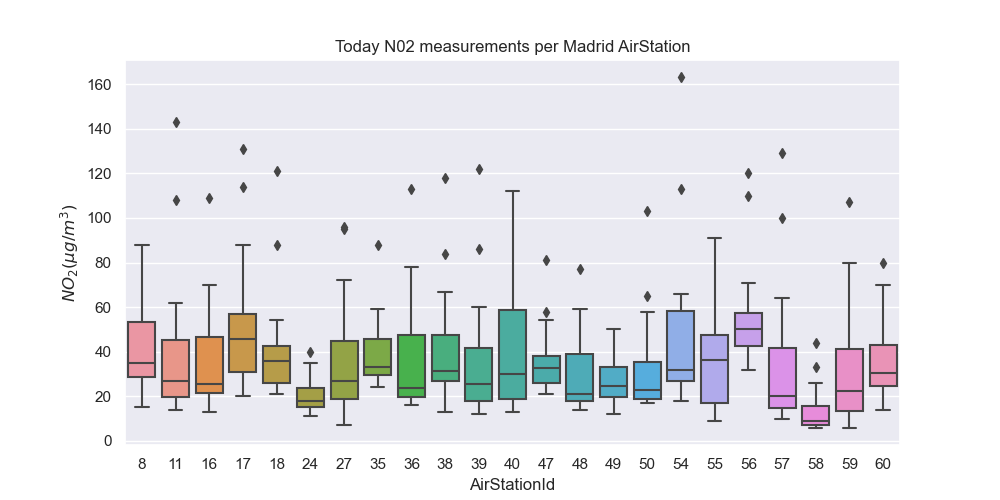 Today N02 measurements per Madrid AirStation
NO₂(μg/m³)
160
140
120
100
80
60
40
20
0
8 11 16 17 18 24 27 35 36 38 39 40 47 48 49 50 54 55 56 57 58 59 60
AirStationId